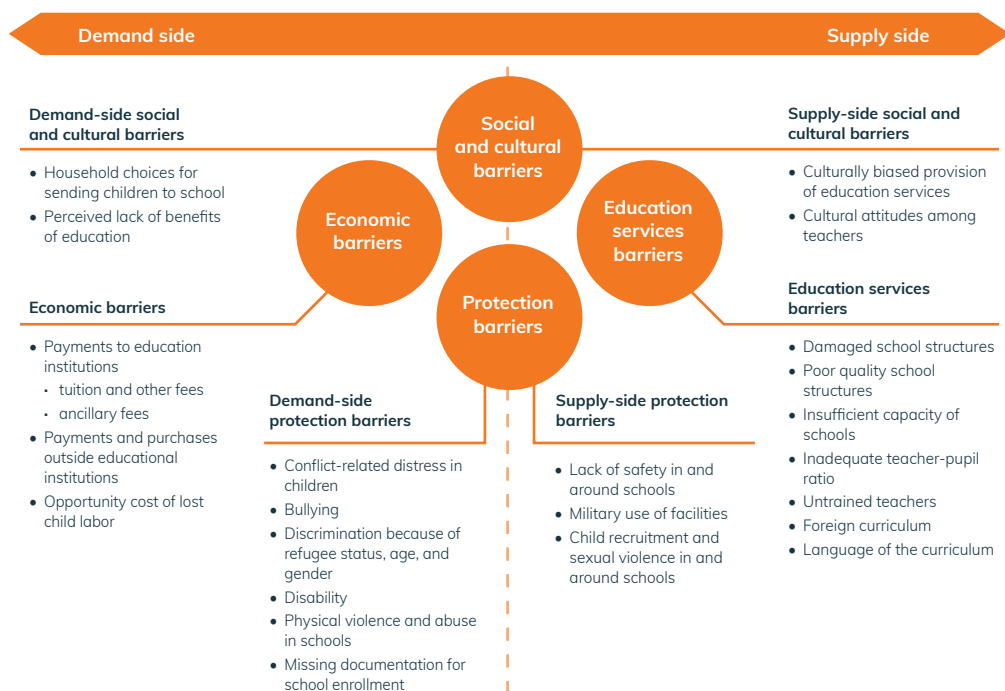 Demand side
Supply side
Social
and cultural
barriers
Economic
barriers
Education
services
barriers
Protection
barriers
Demand-side social
and cultural barriers
• Household choices for
sending children to school
• Perceived lack of benefits
of education
Economic barriers
• Payments to education
institutions
· tuition and other fees
· ancillary fees
• Payments and purchases
outside educational
institutions
• Opportunity cost of lost
child labor
Demand-side
protection barriers
• Conflict-related distress in
children
• Bullying
• Discrimination because of
refugee status, age, and
gender
• Disability
• Physical violence and abuse
in schools
• Missing documentation for
school enrollment
Supply-side protection
barriers
• Lack of safety in and
around schools
• Military use of facilities
• Child recruitment and
sexual violence in and
around schools
Supply-side social and
cultural barriers
• Culturally biased provision
of education services
• Cultural attitudes among
teachers
Education services
barriers
• Damaged school structures
• Poor quality school
structures
• Insufficient capacity of
schools
• Inadequate teacher-pupil
ratio
• Untrained teachers
• Foreign curriculum
• Language of the curriculum